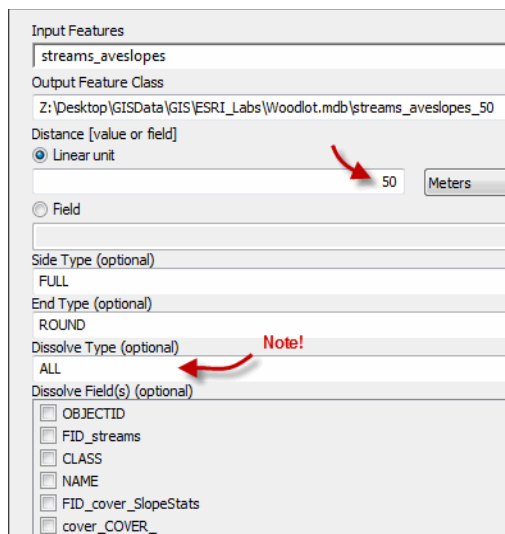 Input Features
streams_aveslopes
Output Feature Class
Z:\Desktop\GISData\GIS\ESRI_Labs\Woodlot.mdb\streams_aveslopes_50
Distance [value or field]
Linear unit
50 Meters
Field
Side Type (optional)
FULL
End Type (optional)
ROUND
Dissolve Type (optional)
Note!
ALL
Dissolve Field(s) (optional)
OBJECTID
FID_streams
CLASS
NAME
FID_cover_SlopeStats
cover_COVER_